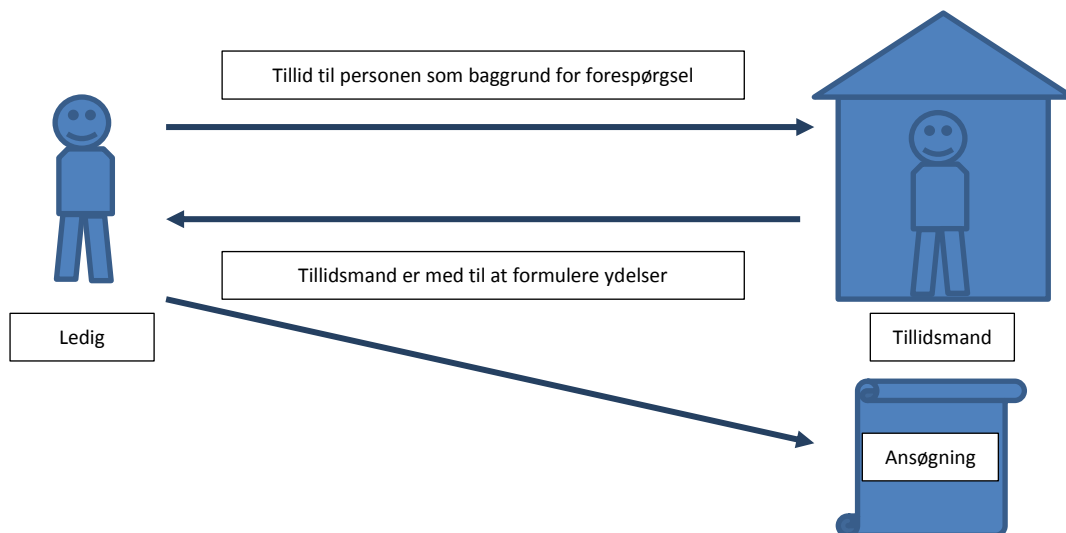 Tillid til personen som baggrund for forespørgsel
Tillidsmand er med til at formulere ydelser
Ledig
Tillidsmand
Ansøgning